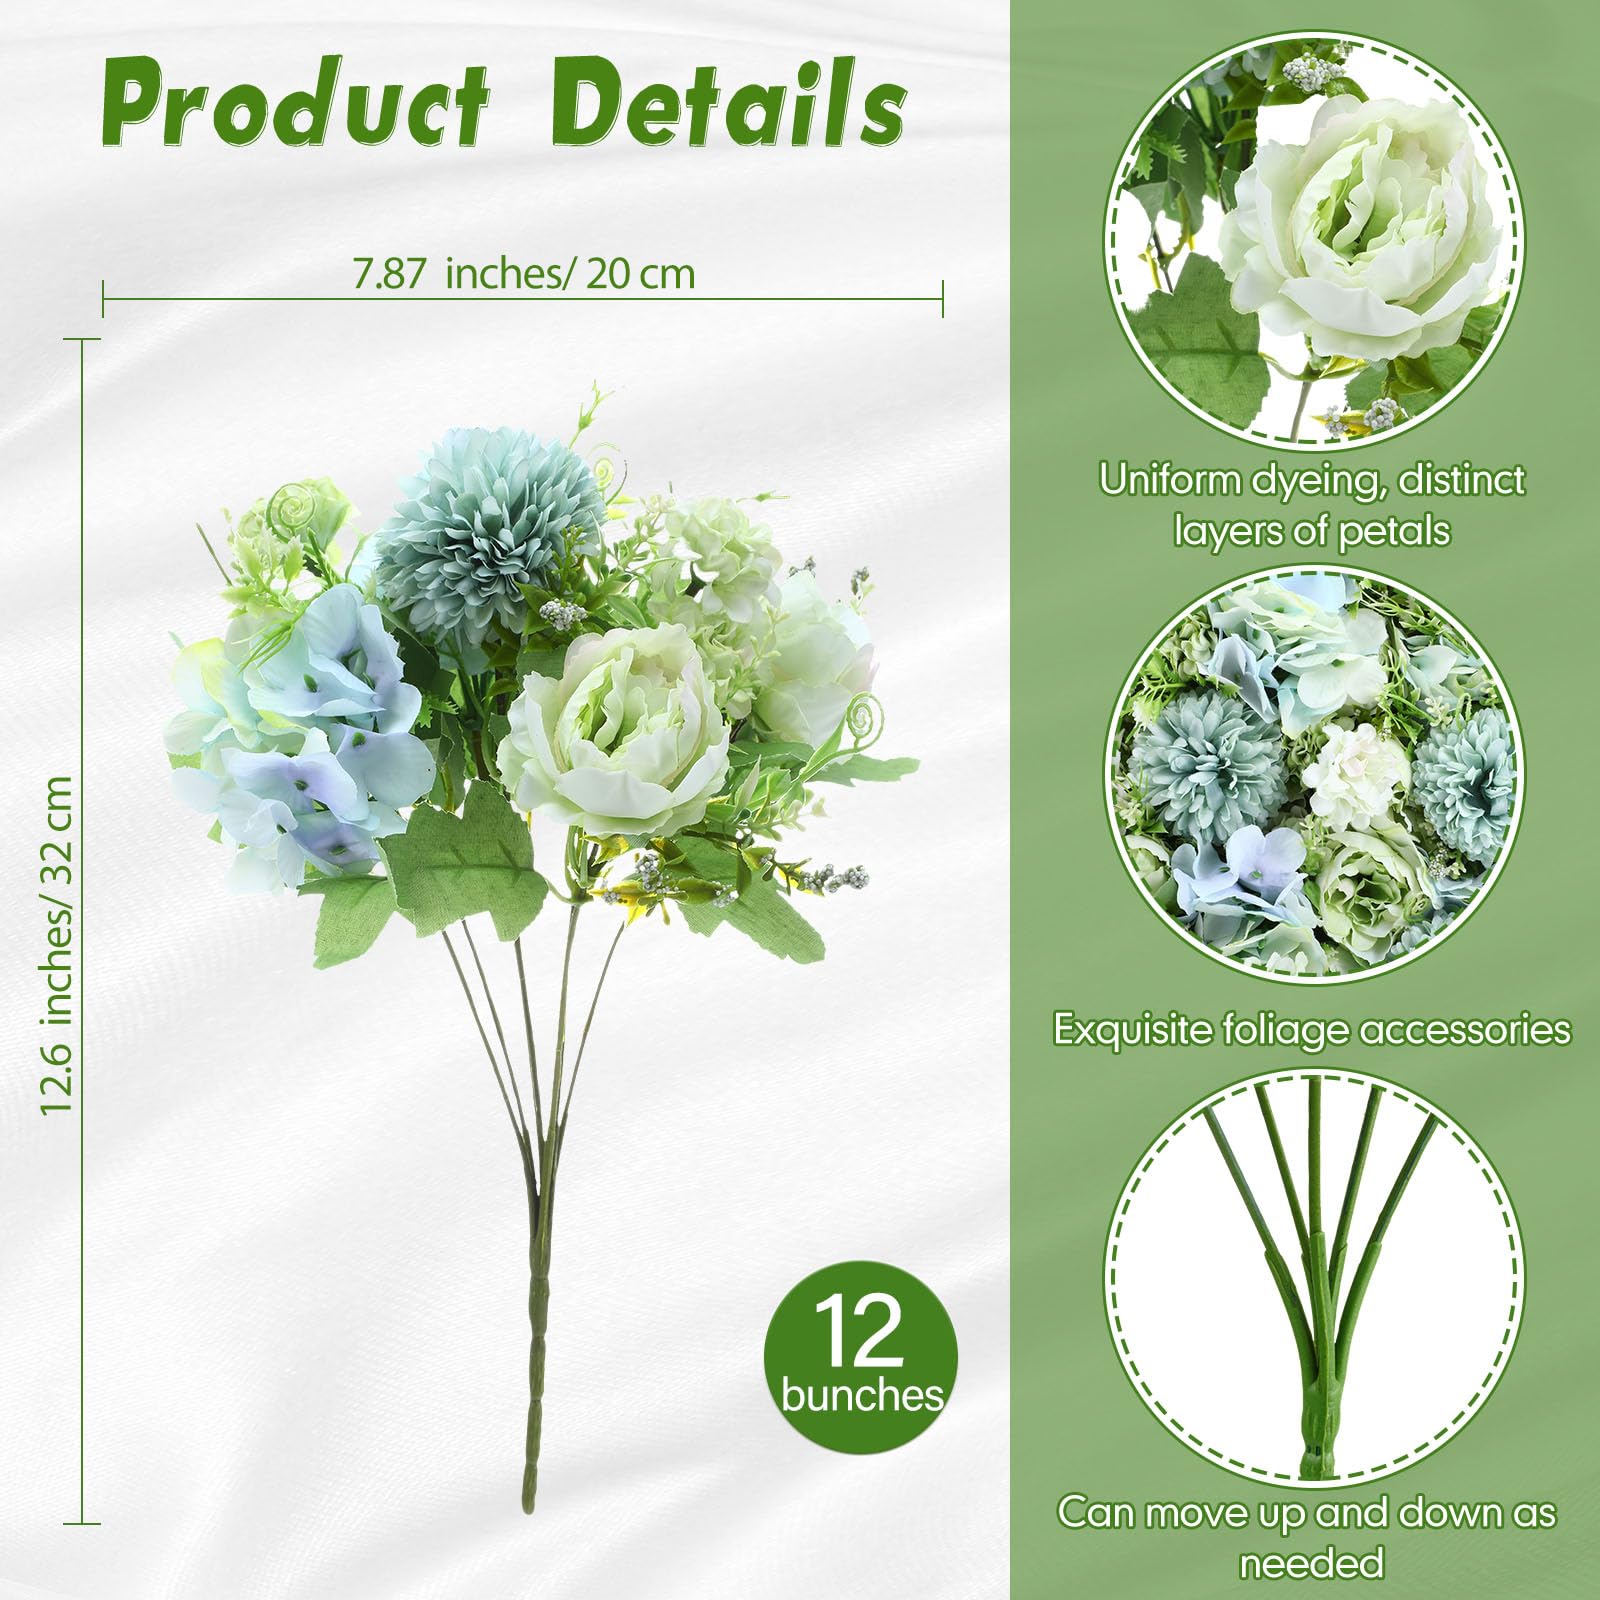 Product Details
7.87 inches/ 20 cm
12.6 inches/ 32 cm
12
bunches
Uniform dyeing, distinct
layers of petals
Exquisite foliage accessories
Can move up and down as
needed